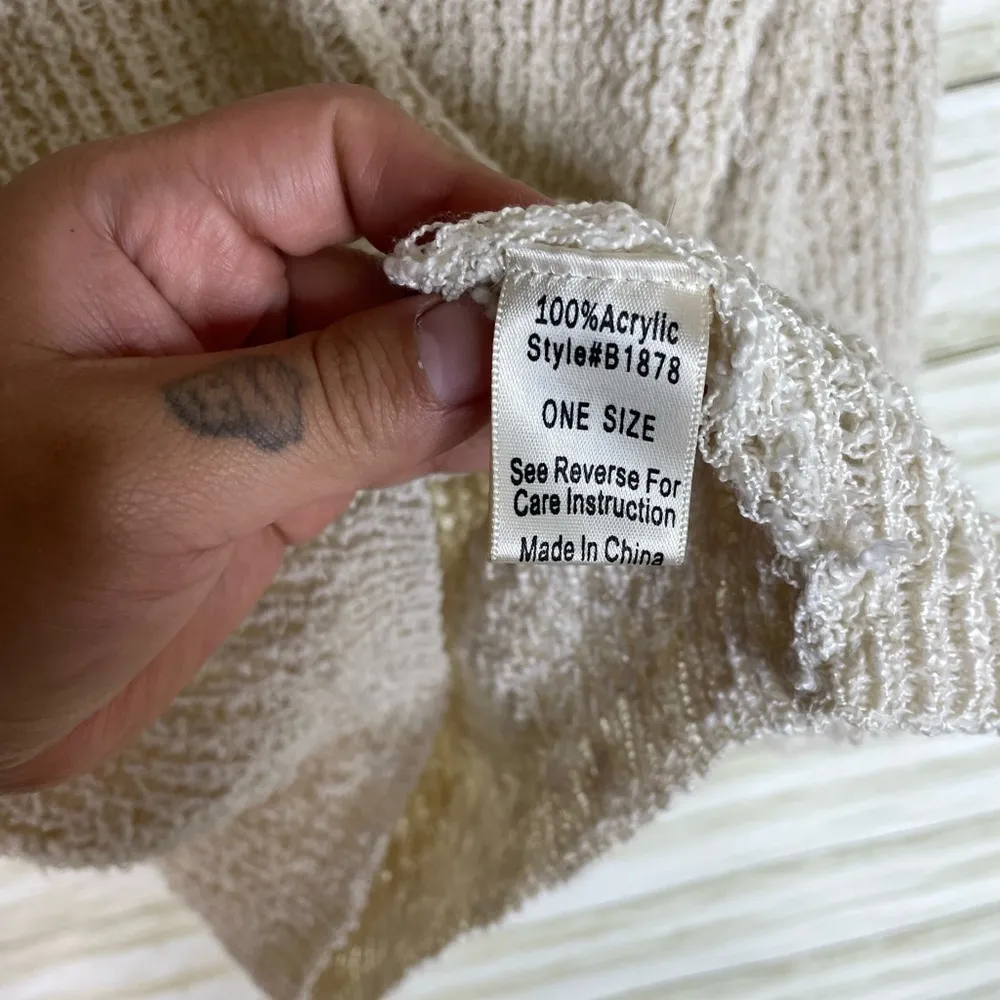 100%Acrylic
Style#B1878
ONE SIZE
See Reverse For
Care Instruction
Made In China